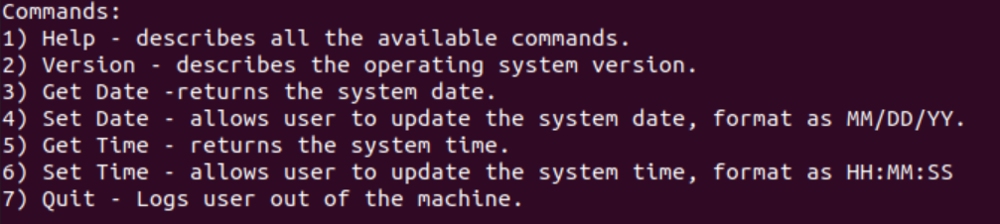 Commands:
1) Help - describes all the available commands.
2) Version - describes the operating system version.
3) Get Date -returns the system date.
4) Set Date - allows user to update the system date, format as MM/DD/YY.
5) Get Time - returns the system time.
6) Set Time - allows user to update the system time, format as HH:MM:SS
7) Quit - Logs user out of the machine.